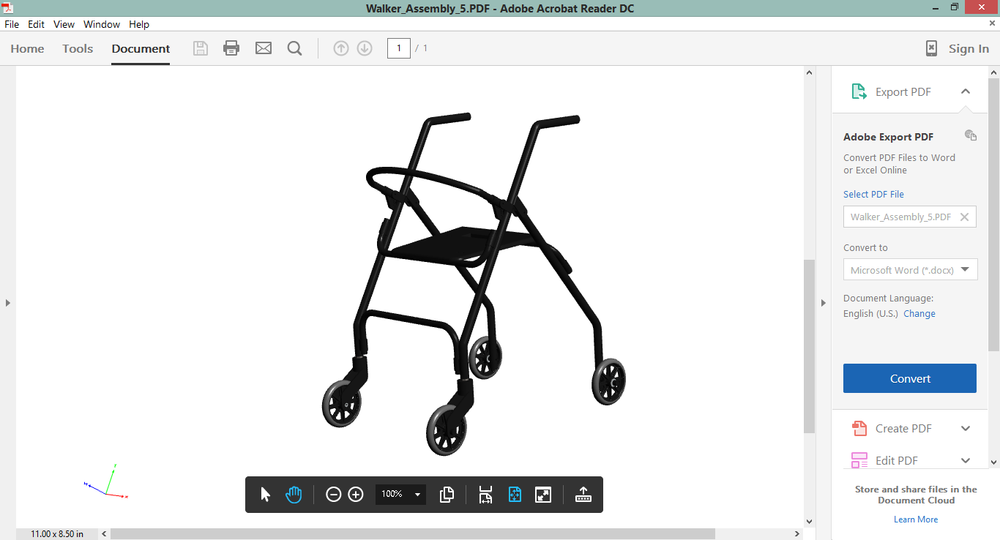 Walker_Assembly_5.PDF - Adobe Acrobat Reader DC
File Edit View Window Help
Home Tools Document 1 / 1 Sign In
Export PDF
Adobe Export PDF
Convert PDF Files to Word
or Excel Online
Select PDF File
Walker_Assembly_5.PDF
Convert to
Microsoft Word (*.docx)
Document Language:
English (U.S.) Change
Convert
Create PDF
Edit PDF
Store and share files in the
Document Cloud
Learn More
100%
11.00 x 8.50 in